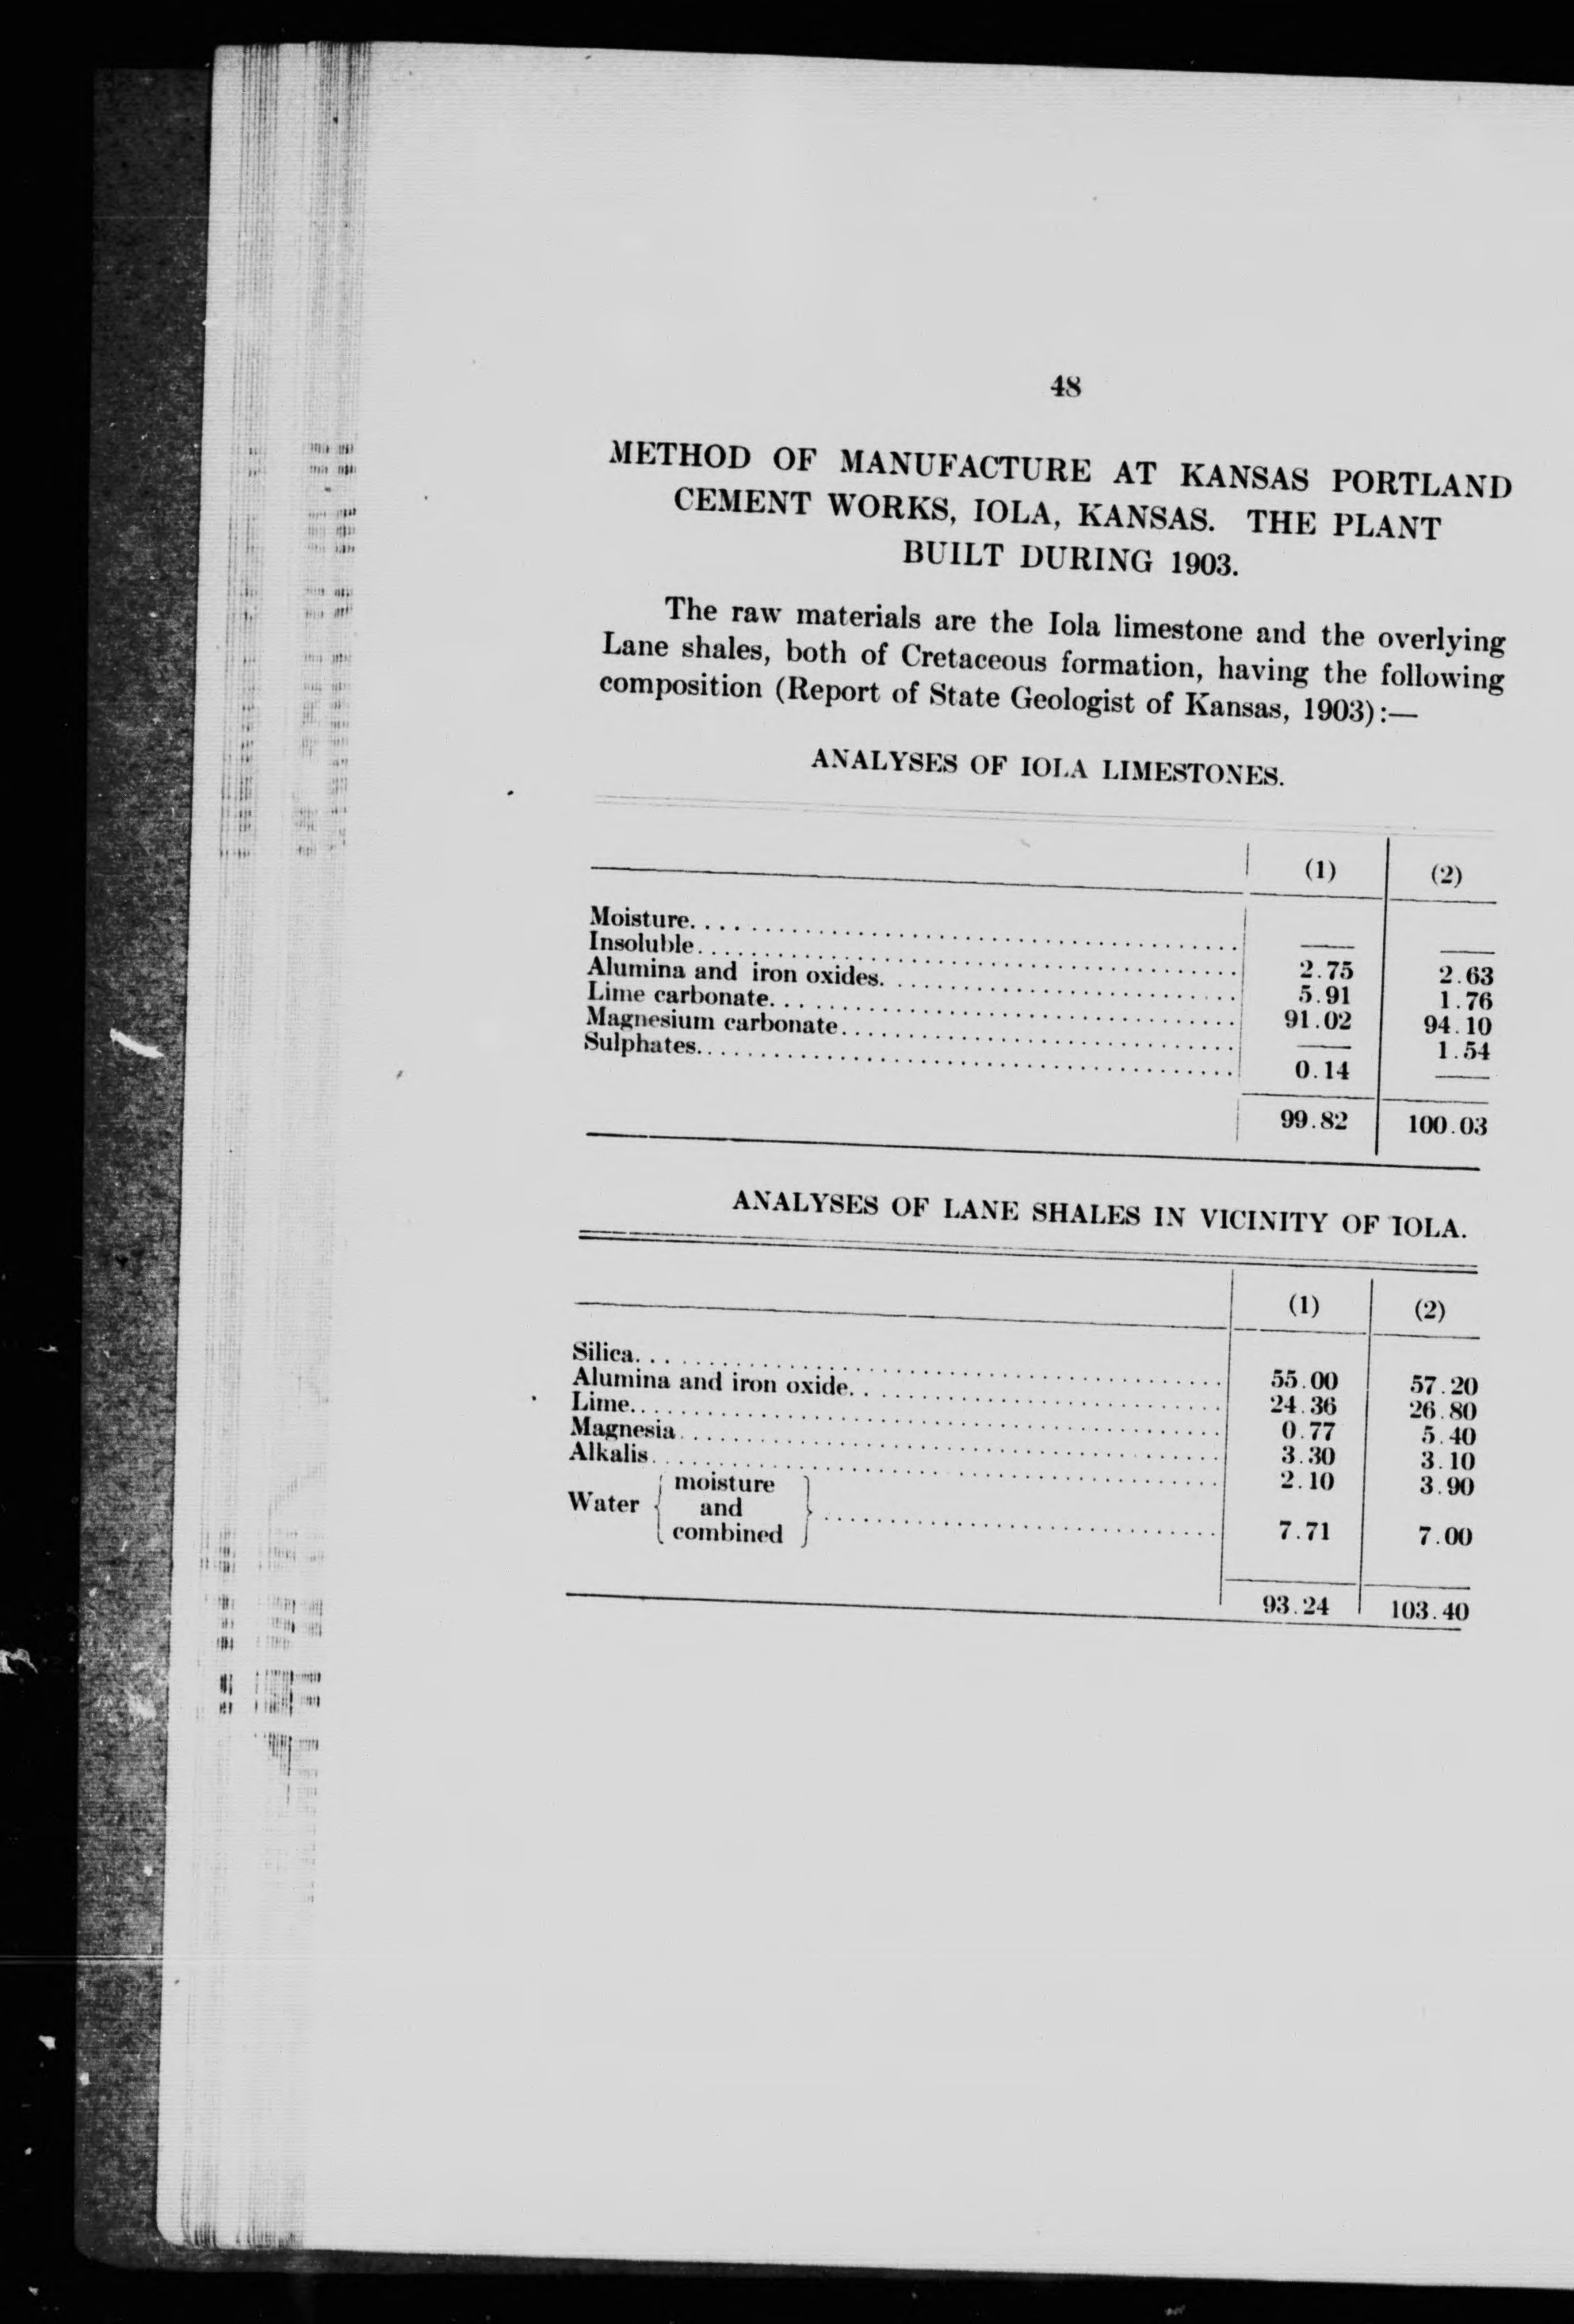 48
METHOD OF MANUFACTURE AT KANSAS PORTLAND
CEMENT WORKS, IOLA, KANSAS. THE PLANT
BUILT DURING 1903.
The raw materials are the Iola limestone and the overlying
Lane shales, both of Cretaceous formation, having the following
composition (Report of State Geologist of Kansas, 1903):—
ANALYSES OF IOLA LIMESTONES.
(1) (2)
Moisture........ —— ——
Insoluble........ 2.75 2.63
Alumina and iron oxides........ 5.91 1.76
Lime carbonate........ 91.02 94.10
Magnesium carbonate........ —— 1.54
Sulphates........ 0.14 ——
99.82 100.03
ANALYSES OF LANE SHALES IN VICINITY OF IOLA.
(1) (2)
Silica........ 55.00 57.20
Alumina and iron oxide........ 24.36 26.80
Lime........ 0.77 5.40
Magnesia........ 3.30 3.10
Alkalis........ 2.10 3.90
Water { moisture and combined } ........ 7.71 7.00
93.24 103.40